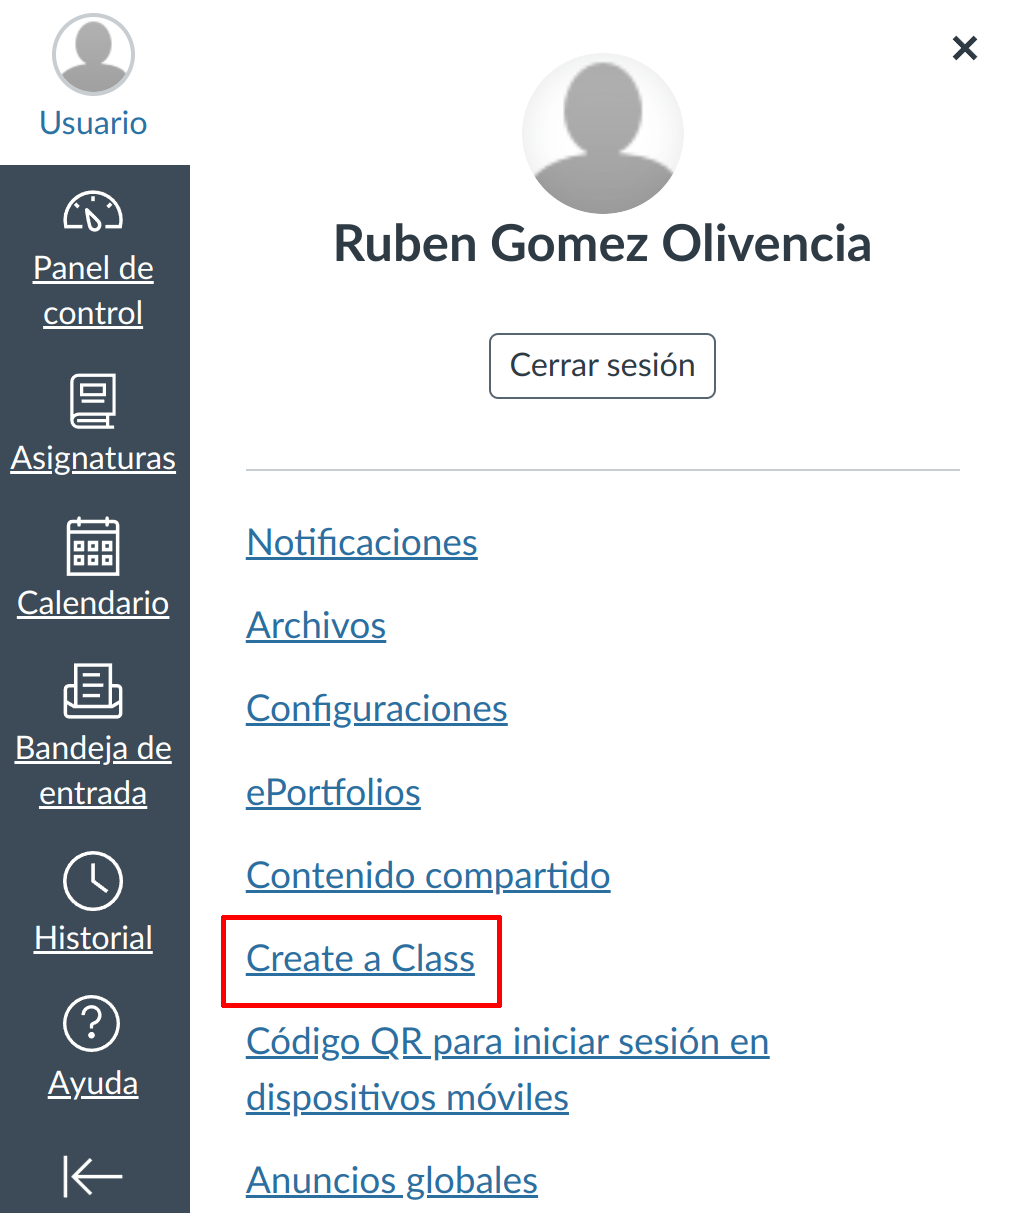 Usuario
Panel de
control
Asignaturas
Calendario
Bandeja de
entrada
Historial
?
Ayuda
Ruben Gomez Olivencia
Cerrar sesión
Notificaciones
Archivos
Configuraciones
ePortfolios
Contenido compartido
Create a Class
Código QR para iniciar sesión en
dispositivos móviles
Anuncios globales